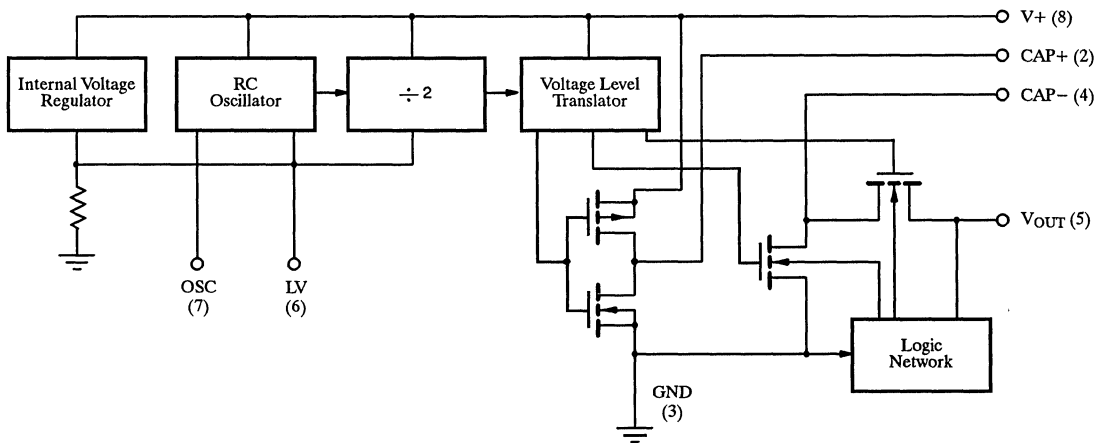 V+ (8)
CAP+ (2)
CAP− (4)
Internal Voltage
Regulator
RC
Oscillator
÷ 2
Voltage Level
Translator
VOUT (5)
OSC
(7)
LV
(6)
Logic
Network
GND
(3)